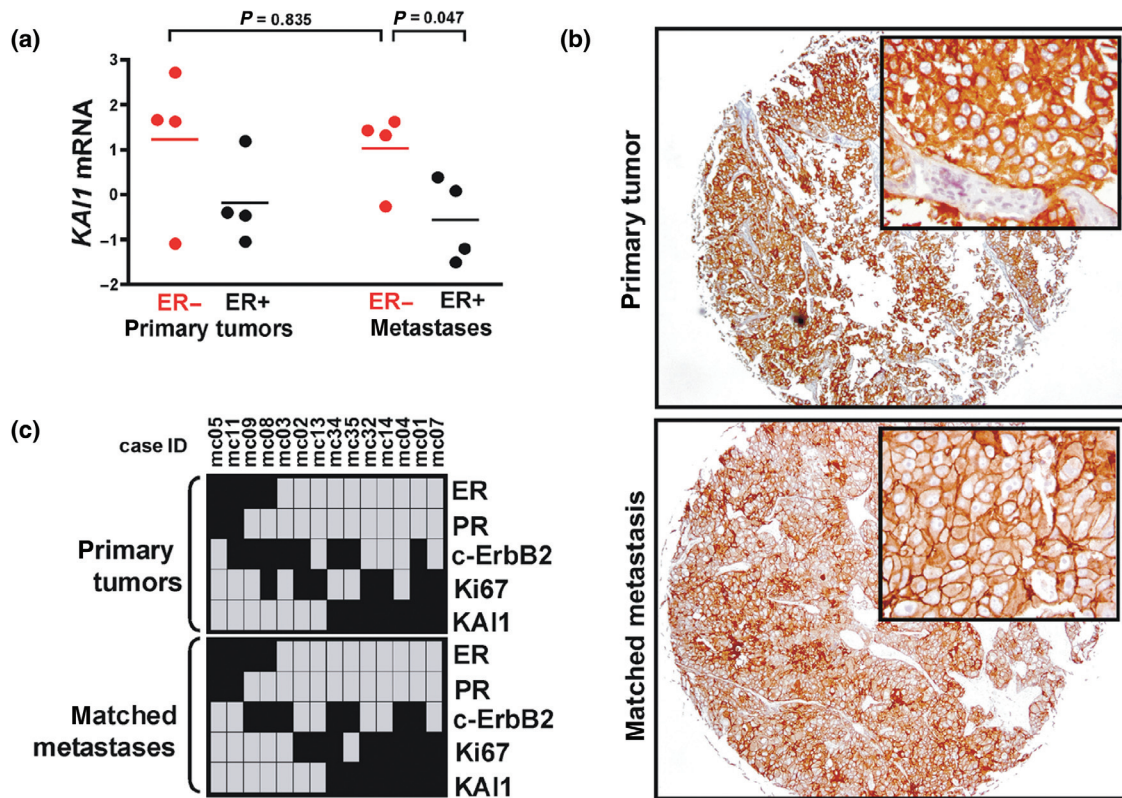 (a)
P = 0.835
P = 0.047
KAI1 mRNA
3
2
1
0
−1
−2
ER− ER+ ER− ER+
Primary tumors Metastases
(b)
Primary tumor
Matched metastasis
(c)
case ID
mc05 mc11 mc09 mc08 mc03 mc02 mc13 mc34 mc35 mc32 mc14 mc04 mc01 mc07
Primary
tumors
ER
PR
c-ErbB2
Ki67
KAI1
Matched
metastases
ER
PR
c-ErbB2
Ki67
KAI1